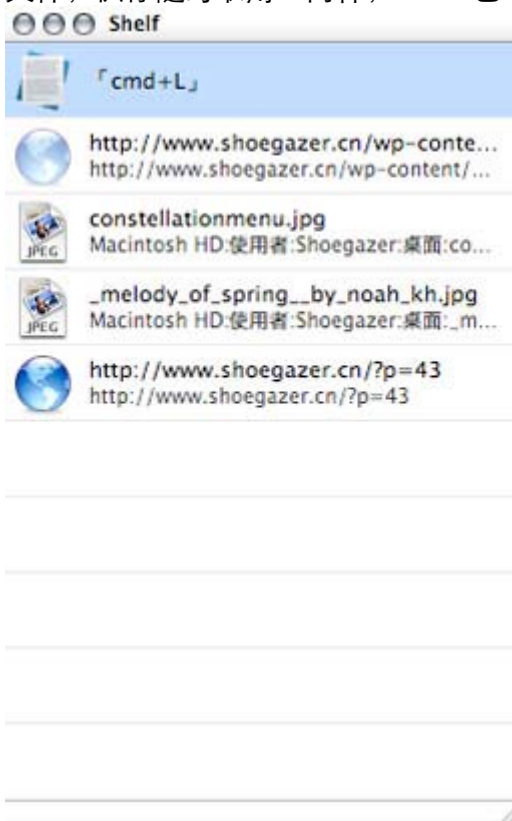 Shelf
「cmd+L」
http://www.shoegazer.cn/wp-conte...
http://www.shoegazer.cn/wp-content/...
JPEG
constellationmenu.jpg
Macintosh HD:使用者:Shoegazer:桌面:co...
JPEG
_melody_of_spring__by_noah_kh.jpg
Macintosh HD:使用者:Shoegazer:桌面:_m...
http://www.shoegazer.cn/?p=43
http://www.shoegazer.cn/?p=43